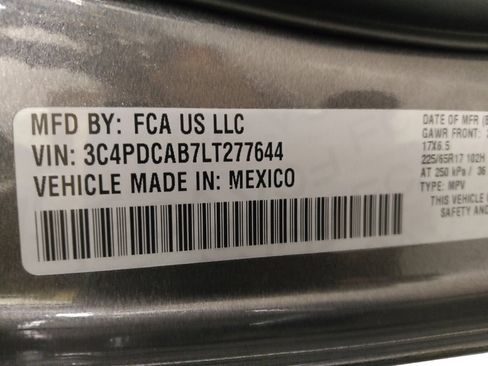 MFD BY: FCA US LLC
VIN: 3C4PDCAB7LT277644
VEHICLE MADE IN: MEXICO
DATE OF MFR
GAWR FRONT:
17X6.5
225/65R17 102H
AT 250 kPa / 36
TYPE: MPV
THIS VEHICLE
SAFETY AND